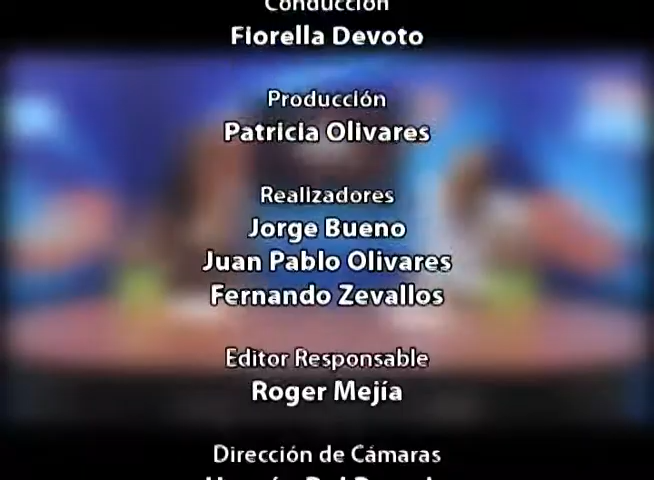 Conducción
Fiorella Devoto
Producción
Patricia Olivares
Realizadores
Jorge Bueno
Juan Pablo Olivares
Fernando Zevallos
Editor Responsable
Roger Mejía
Dirección de Cámaras